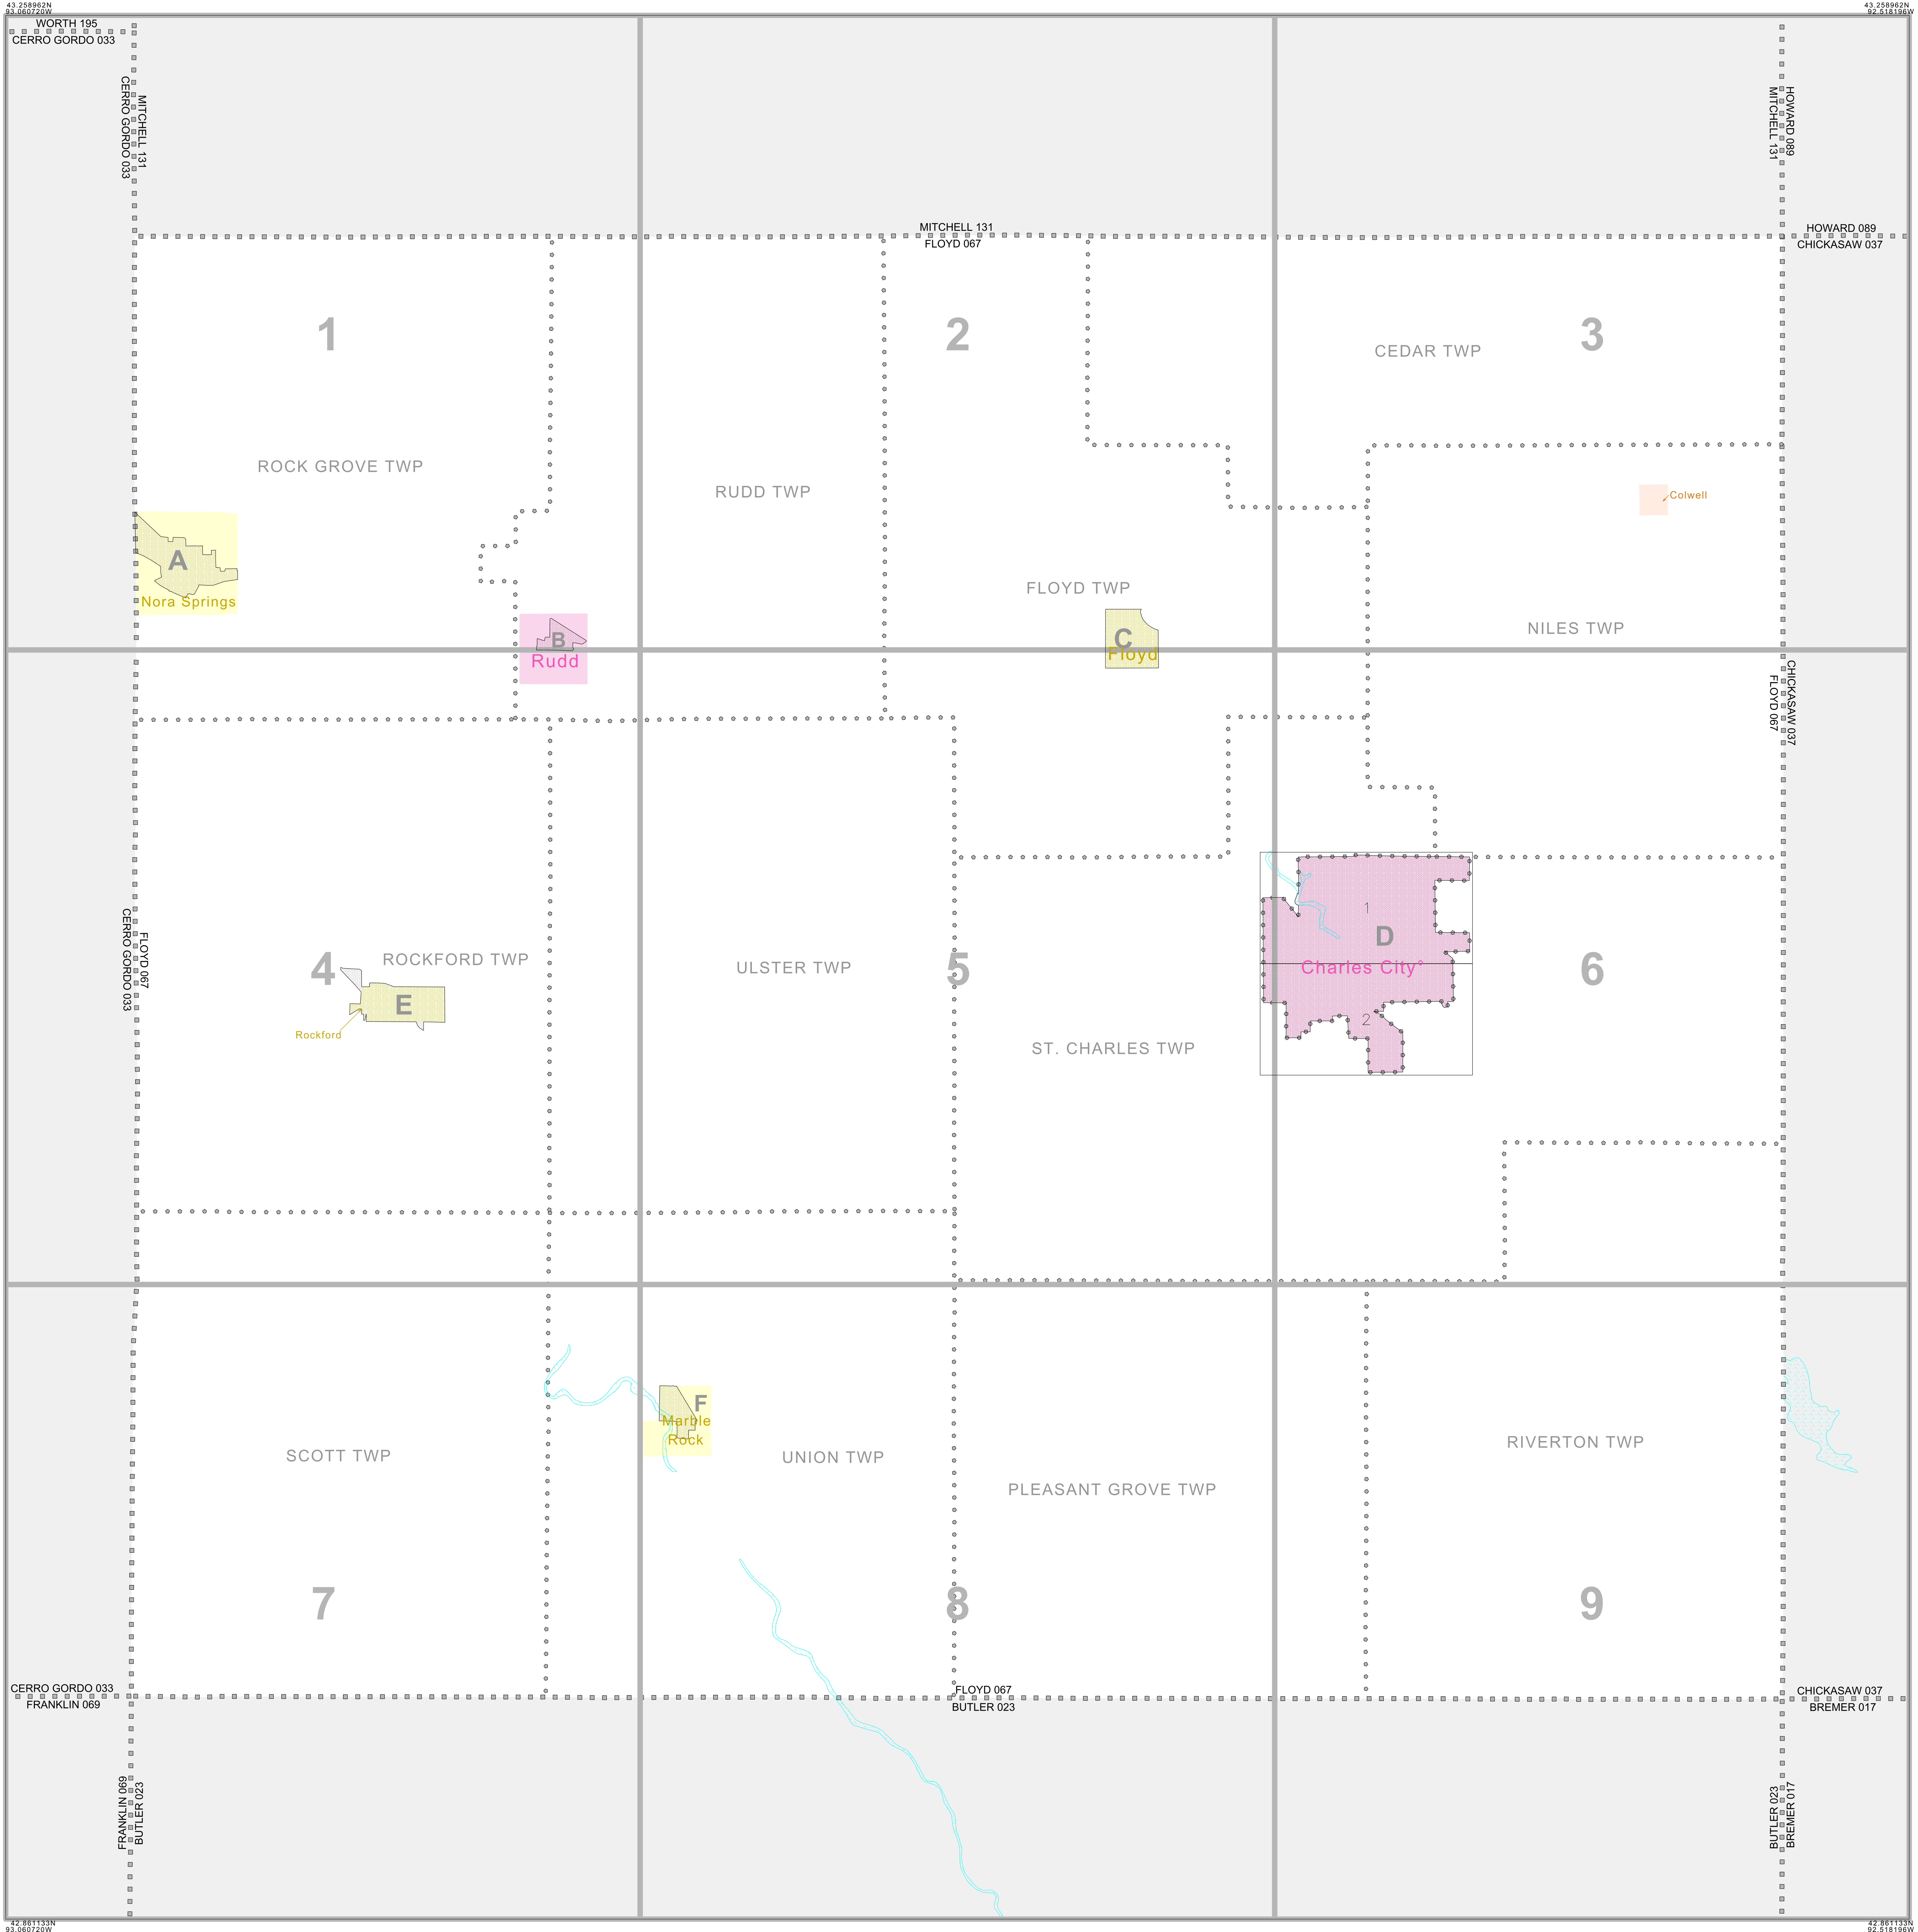 43.258962N
93.060720W
43.258962N
92.518196W
WORTH 195
CERRO GORDO 033
CERRO GORDO 033
MITCHELL 131
MITCHELL 131
HOWARD 089
MITCHELL 131
FLOYD 067
HOWARD 089
CHICKASAW 037
1
2
3
CEDAR TWP
ROCK GROVE TWP
RUDD TWP
Colwell
A
Nora Springs
FLOYD TWP
NILES TWP
B
Rudd
C
Floyd
FLOYD 067
CHICKASAW 037
CERRO GORDO 033
FLOYD 067
1
D
Charles City°
4
ROCKFORD TWP
ULSTER TWP
5
6
E
Rockford
2
ST. CHARLES TWP
F
Marble
Rock
SCOTT TWP
UNION TWP
RIVERTON TWP
PLEASANT GROVE TWP
7
8
9
CERRO GORDO 033
FRANKLIN 069
FLOYD 067
BUTLER 023
CHICKASAW 037
BREMER 017
FRANKLIN 069
BUTLER 023
BUTLER 023
BREMER 017
42.861133N
93.060720W
42.861133N
92.518196W